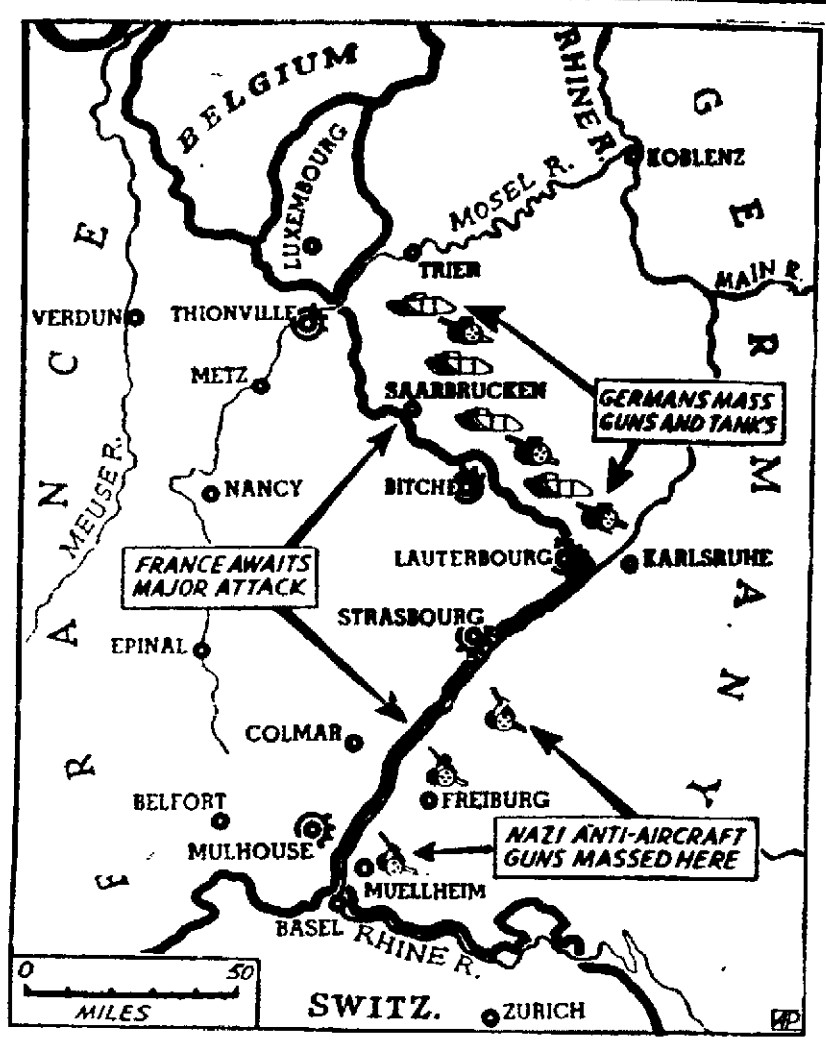 BELGIUM
RHINE R.
GERMANY
KOBLENZ
LUXEMBOURG
MOSEL R.
FRANCE
TRIER
MAIN R.
VERDUN
THIONVILLE
METZ
SAARBRUCKEN
GERMANS MASS
GUNS AND TANKS
MEUSE R.
NANCY
BITCHE
FRANCE AWAITS
MAJOR ATTACK
LAUTERBOURG
KARLSRUHE
STRASBOURG
EPINAL
COLMAR
BELFORT
FREIBURG
MULHOUSE
NAZI ANTI-AIRCRAFT
GUNS MASSED HERE
MUELLHEIM
BASEL
RHINE R.
0 50
MILES
SWITZ.
ZURICH
AP